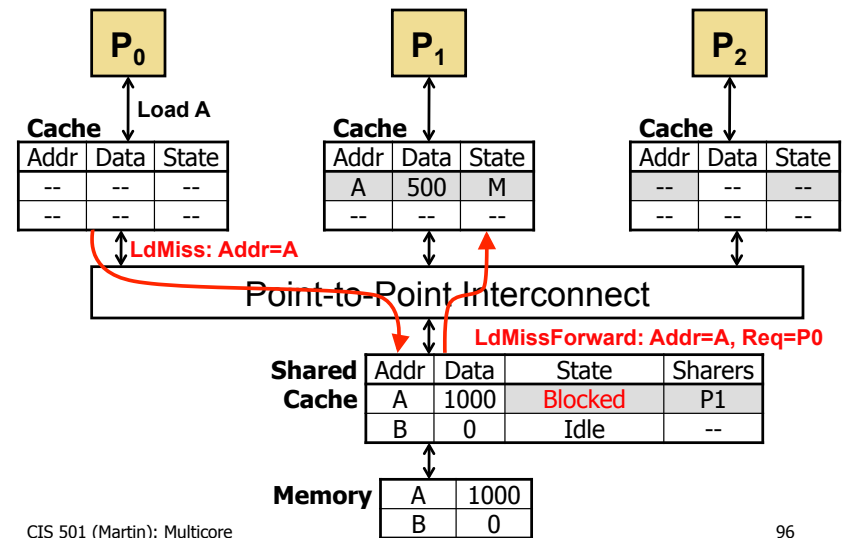 P0 P1 P2
Load A
Cache Cache Cache
Addr Data State Addr Data State Addr Data State
-- -- -- A 500 M -- -- --
-- -- -- -- -- -- -- -- --
LdMiss: Addr=A
Point-to-Point Interconnect
LdMissForward: Addr=A, Req=P0
Shared Addr Data State Sharers
Cache A 1000 Blocked P1
B 0 Idle --
Memory A 1000
B 0
CIS 501 (Martin): Multicore 96